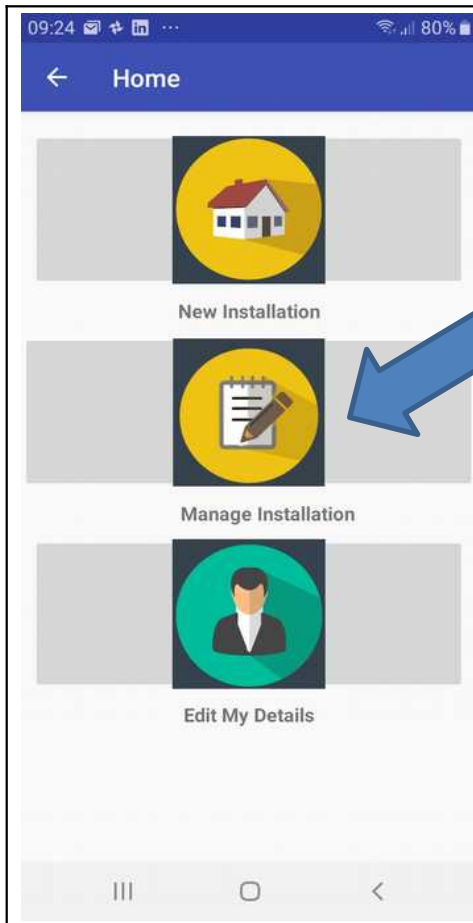 09:24 ... 80%
Home
New Installation
Manage Installation
Edit My Details